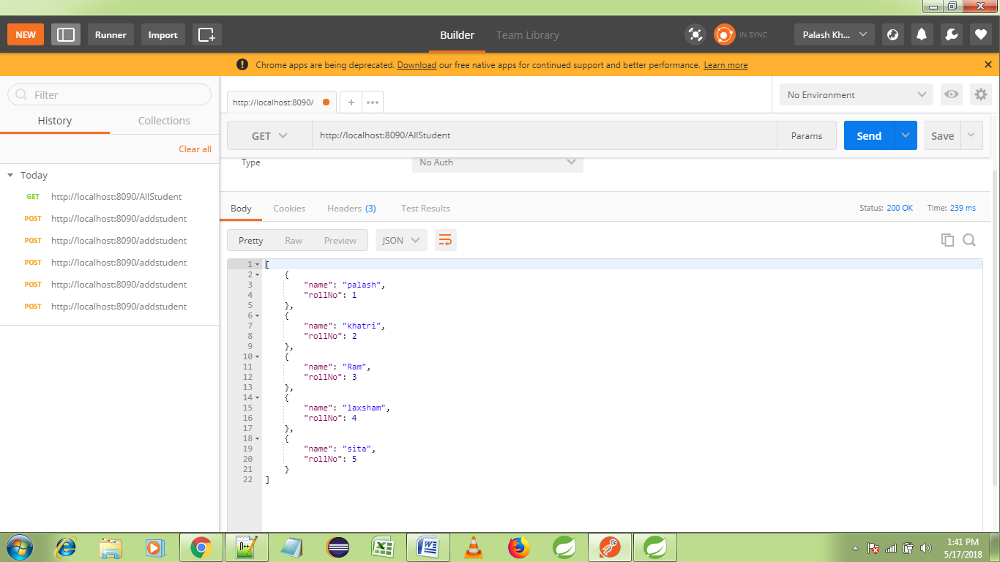 NEW Runner Import Builder Team Library IN SYNC Palash Kh...
Chrome apps are being deprecated. Download our free native apps for continued support and better performance. Learn more
Filter
History Collections
Clear all
Today
GET http://localhost:8090/AllStudent
POST http://localhost:8090/addstudent
POST http://localhost:8090/addstudent
POST http://localhost:8090/addstudent
POST http://localhost:8090/addstudent
POST http://localhost:8090/addstudent
http://localhost:8090/ + •••
No Environment
GET http://localhost:8090/AllStudent Params Send Save
Type No Auth
Body Cookies Headers (3) Test Results Status: 200 OK Time: 239 ms
Pretty Raw Preview JSON
1 [
2 {
3 "name": "palash",
4 "rollNo": 1
5 },
6 {
7 "name": "khatri",
8 "rollNo": 2
9 },
10 {
11 "name": "Ram",
12 "rollNo": 3
13 },
14 {
15 "name": "laxsham",
16 "rollNo": 4
17 },
18 {
19 "name": "sita",
20 "rollNo": 5
21 }
22 ]
1:41 PM
5/17/2018